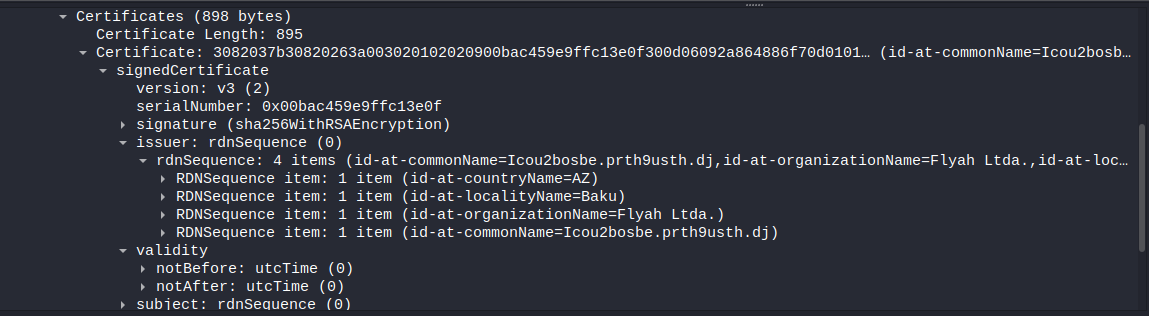 Certificates (898 bytes)
Certificate Length: 895
Certificate: 3082037b30820263a003020102020900bac459e9ffc13e0f300d06092a864886f70d0101… (id-at-commonName=Icou2bosb…
signedCertificate
version: v3 (2)
serialNumber: 0x00bac459e9ffc13e0f
signature (sha256WithRSAEncryption)
issuer: rdnSequence (0)
rdnSequence: 4 items (id-at-commonName=Icou2bosbe.prth9usth.dj,id-at-organizationName=Flyah Ltda.,id-at-loc…
RDNSequence item: 1 item (id-at-countryName=AZ)
RDNSequence item: 1 item (id-at-localityName=Baku)
RDNSequence item: 1 item (id-at-organizationName=Flyah Ltda.)
RDNSequence item: 1 item (id-at-commonName=Icou2bosbe.prth9usth.dj)
validity
notBefore: utcTime (0)
notAfter: utcTime (0)
subject: rdnSequence (0)